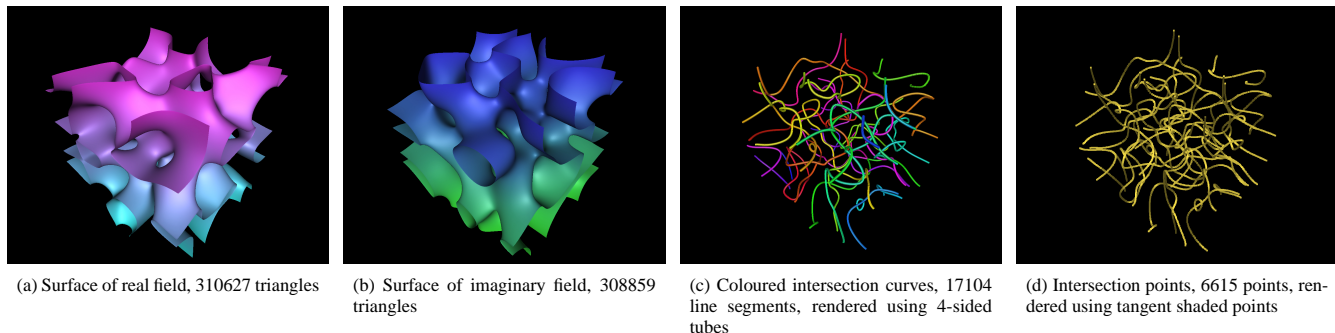 (a) Surface of real field, 310627 triangles
(b) Surface of imaginary field, 308859
triangles
(c) Coloured intersection curves, 17104
line segments, rendered using 4-sided
tubes
(d) Intersection points, 6615 points, ren-
dered using tangent shaded points